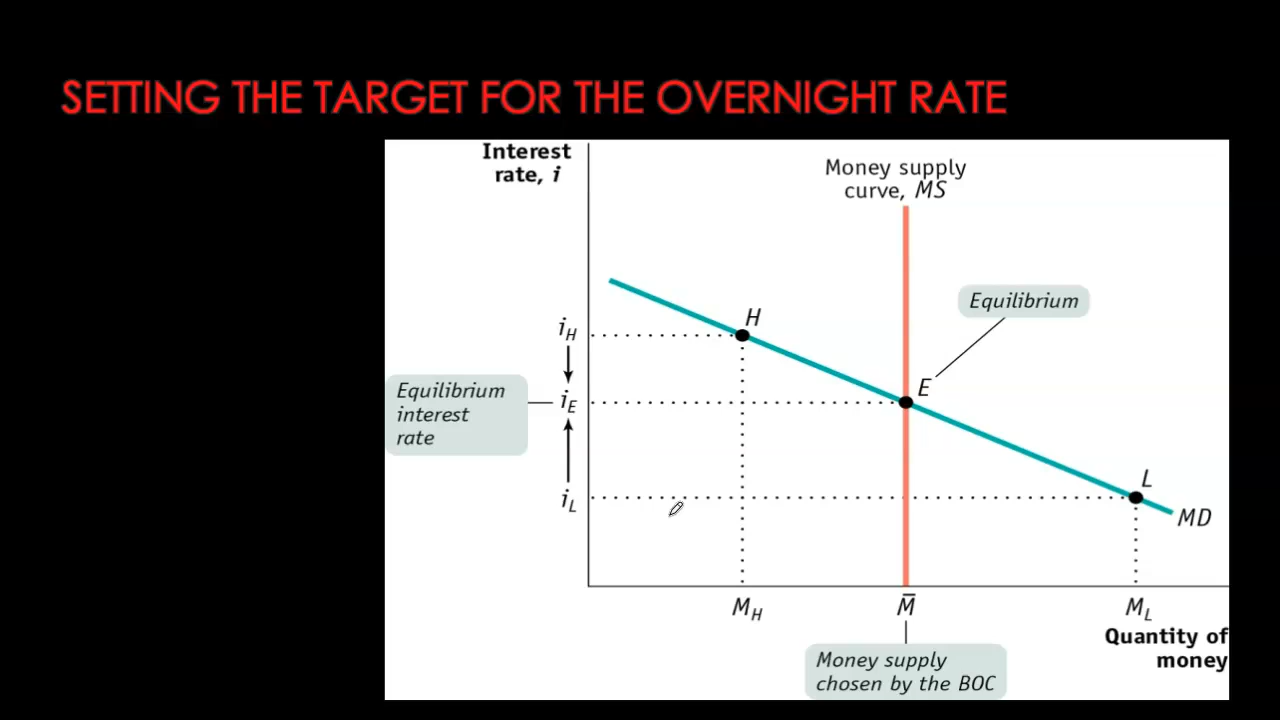 SETTING THE TARGET FOR THE OVERNIGHT RATE
Interest
rate, i
Money supply
curve, MS
Equilibrium
H
i_H
E
Equilibrium
interest
rate
i_E
L
i_L
MD
M_H
M̅
M_L
Quantity of
money
Money supply
chosen by the BOC